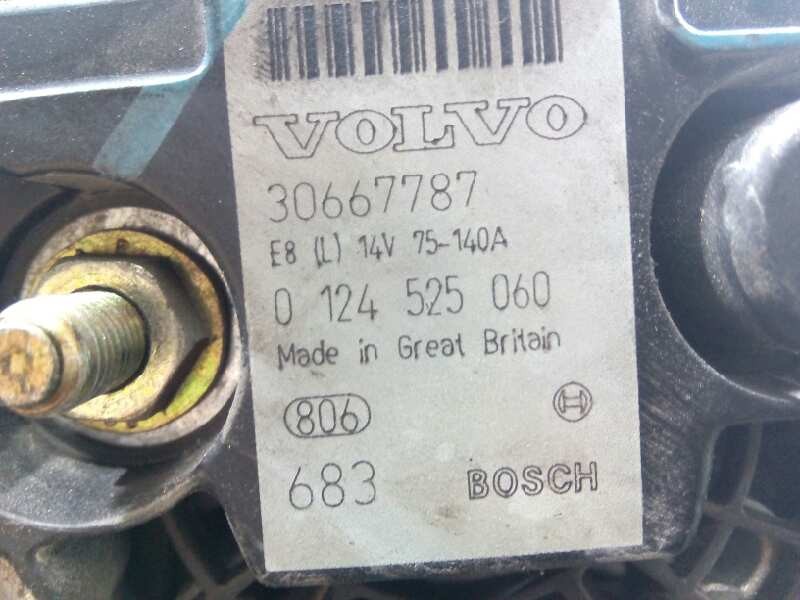 VOLVO
30667787
E8 (L) 14V 75-140A
0 124 525 060
Made in Great Britain
806
683 BOSCH